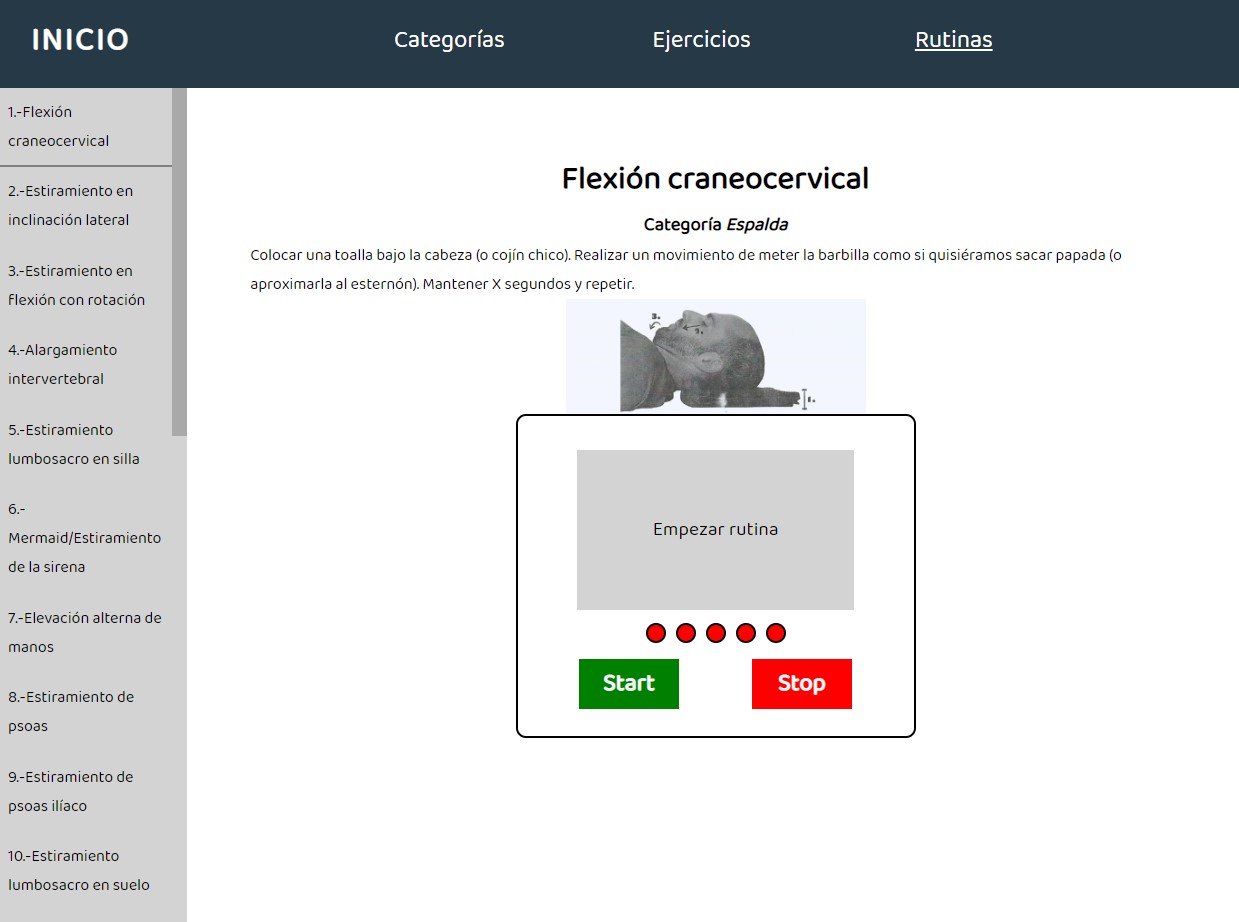 INICIO
Categorías
Ejercicios
Rutinas
1.-Flexión
craneocervical
2.-Estiramiento en
inclinación lateral
3.-Estiramiento en
flexión con rotación
4.-Alargamiento
intervertebral
5.-Estiramiento
lumbosacro en silla
6.-
Mermaid/Estiramiento
de la sirena
7.-Elevación alterna de
manos
8.-Estiramiento de
psoas
9.-Estiramiento de
psoas ilíaco
10.-Estiramiento
lumbosacro en suelo
Flexión craneocervical
Categoría Espalda
Colocar una toalla bajo la cabeza (o cojín chico). Realizar un movimiento de meter la barbilla como si quisiéramos sacar papada (o
aproximarla al esternón). Mantener X segundos y repetir.
Empezar rutina
Start
Stop